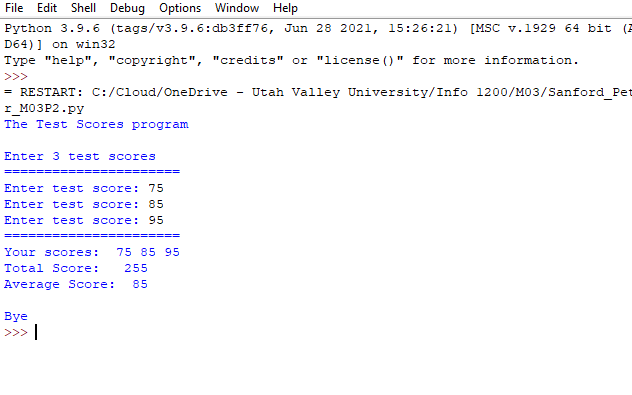 File Edit Shell Debug Options Window Help
Python 3.9.6 (tags/v3.9.6:db3ff76, Jun 28 2021, 15:26:21) [MSC v.1929 64 bit (A
D64)] on win32
Type "help", "copyright", "credits" or "license()" for more information.
>>>
= RESTART: C:/Cloud/OneDrive - Utah Valley University/Info 1200/M03/Sanford_Pet
r_M03P2.py
The Test Scores program
Enter 3 test scores
======================
Enter test score: 75
Enter test score: 85
Enter test score: 95
======================
Your scores:  75 85 95
Total Score:   255
Average Score:  85
Bye
>>>